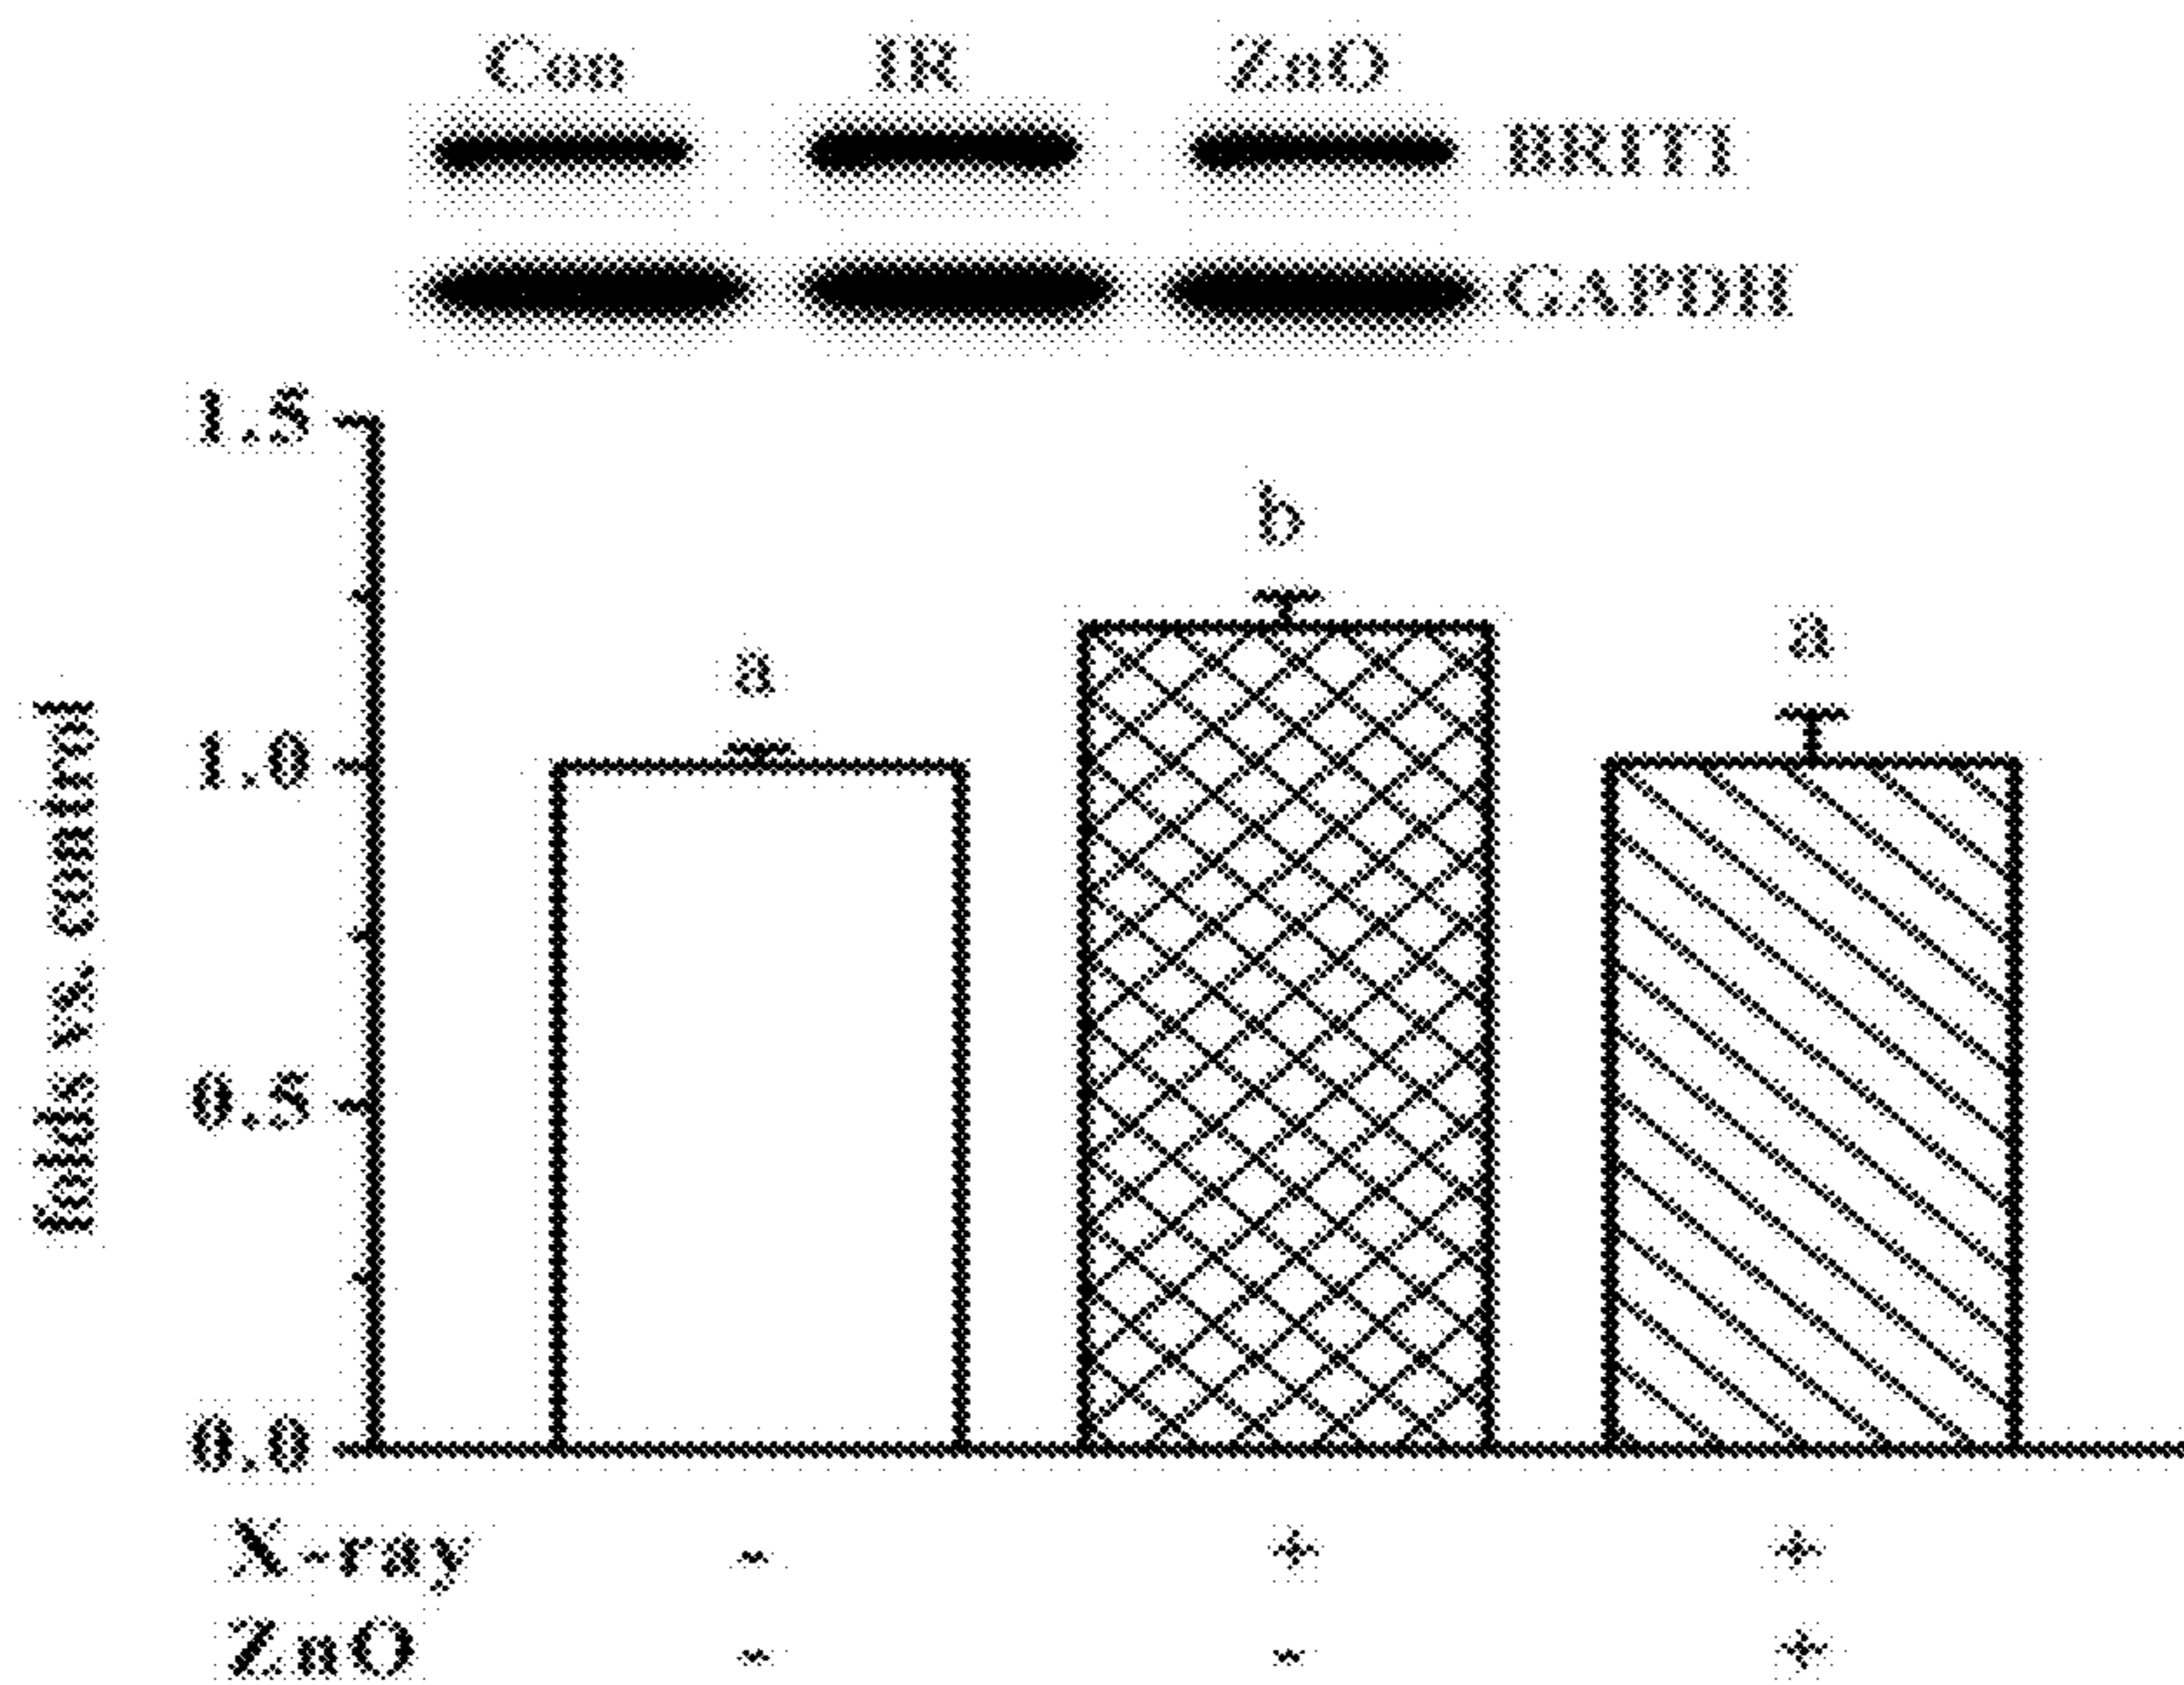 Con IR ZnO
BRIT1
GAPDH
1.5
1.0
0.5
0.0
folds vs. control
b
a
a
X-ray - + +
ZnO - - +